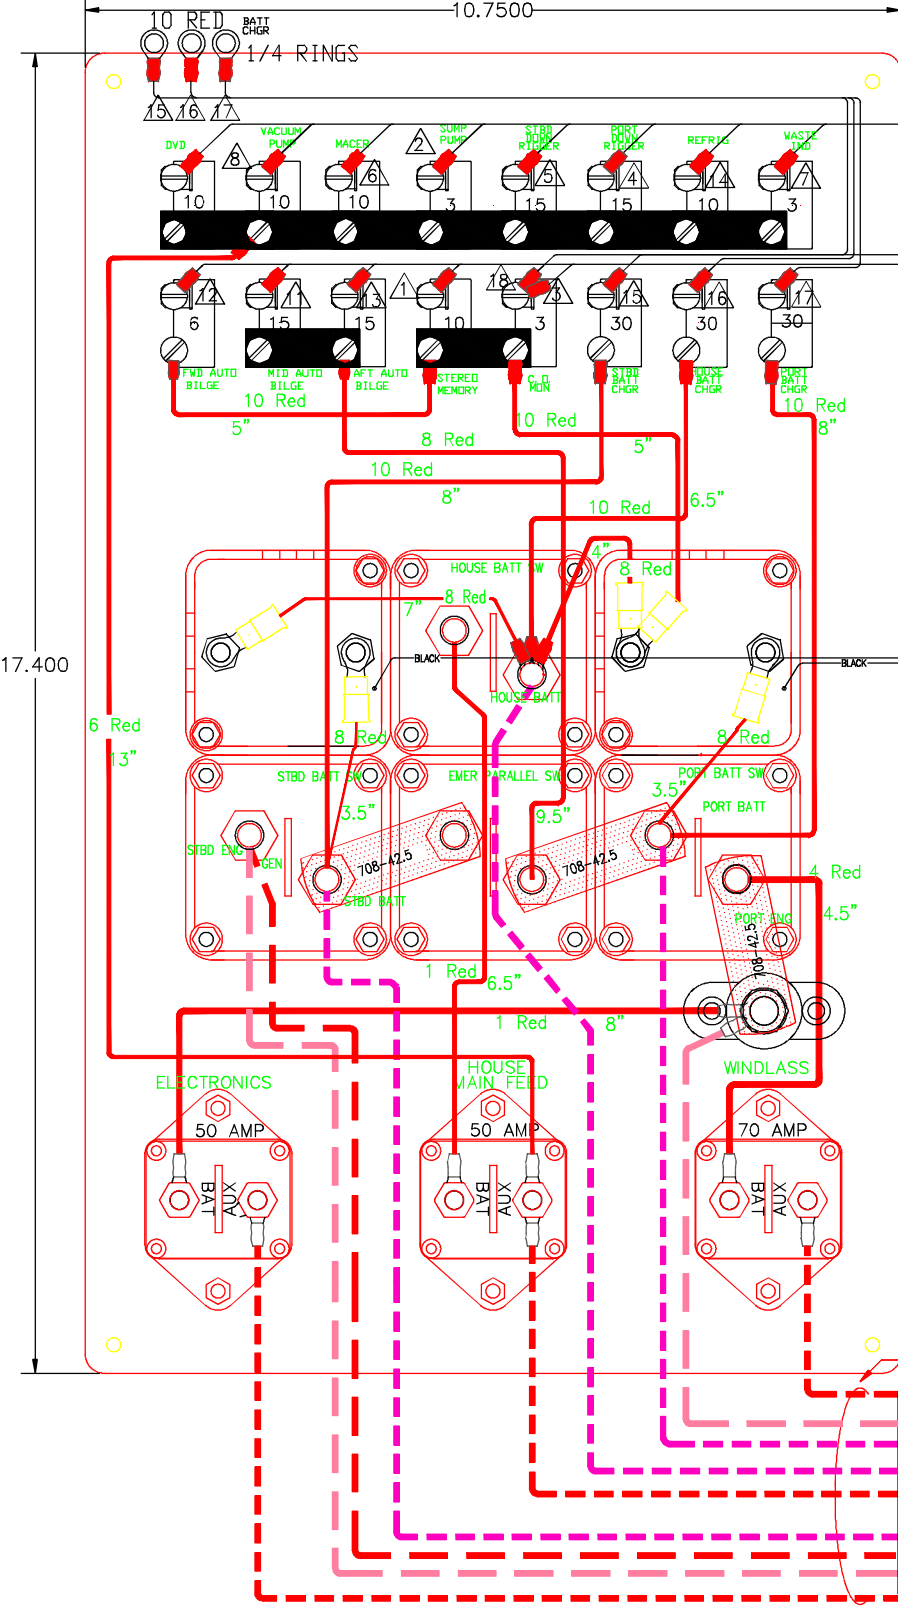 10.7500
10 RED BATT
CHGR
1/4 RINGS
15 16 17
DVD
VACUUM
PUMP
MACER
SUMP
PUMP
STBD
DOWN
RIGGER
PORT
DOWN
RIGGER
REFRIG
WASTE
8 6 2 5 4 14 7
10 10 10 3 15 15 10 3
12 11 13 1 18 3 15 16 17
6 15 15 10 3 30 30 30
FWD AUTO
BILGE
MID AUTO
BILGE
AFT AUTO
BILGE
STEREO
MEMORY
MON
STBD
BATT
CHGR
HOUSE
BATT
CHGR
PORT
BATT
CHGR
10 Red
5"
8 Red
10 Red
5"
10 Red
8"
10 Red
8"
10 Red
6.5"
4"
HOUSE BATT SW
8 Red
7"
8 Red
BLACK
BLACK
17.400
HOUSE BATT
6 Red
13"
8 Red
8 Red
STBD BATT SW
EMER PARALLEL SW
PORT BATT SW
3.5"
9.5"
3.5"
PORT BATT
STBD ENG
GEN
708-42.5
708-42.5
4 Red
4.5"
STBD BATT
PORT ENG
708-42.5
1 Red
6.5"
1 Red
8"
ELECTRONICS
HOUSE
MAIN FEED
WINDLASS
50 AMP
50 AMP
70 AMP
BAT
AUX
BAT
AUX
BAT
AUX